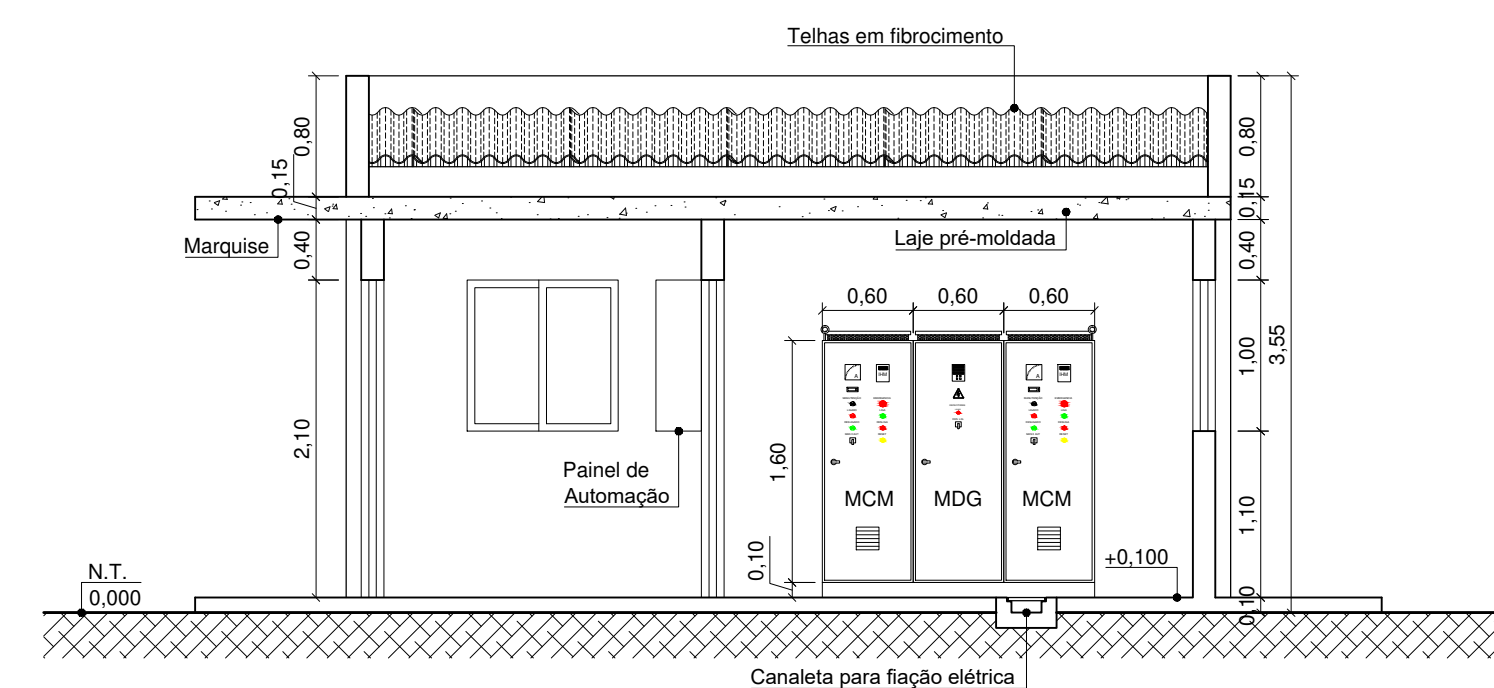 Telhas em fibrocimento
0,80
0,15
0,40
2,10
Marquise
Laje pré-moldada
0,80
0,15
0,40
1,00
3,55
1,10
0,10
0,60
0,60
0,60
1,60
0,10
IHM
IHM
A
A
MCM
MDG
MCM
Painel de
Automação
+0,100
N.T.
0,000
Canaleta para fiação elétrica